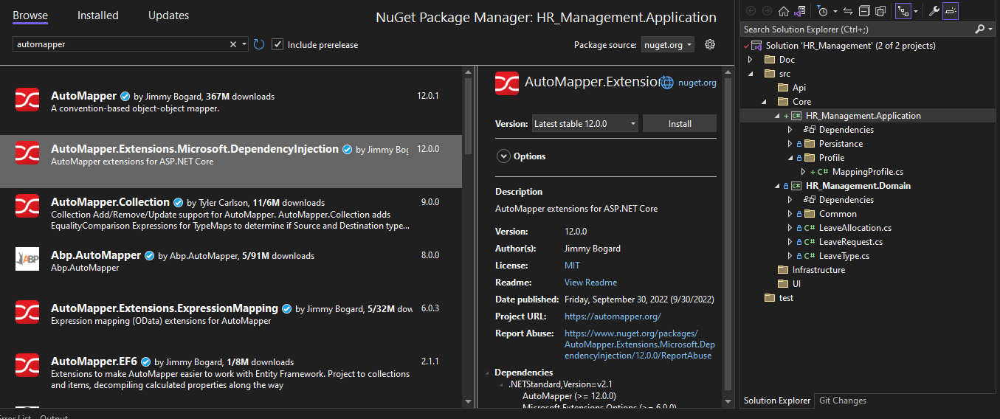 Browse
Installed
Updates
NuGet Package Manager: HR_Management.Application
automapper
Include prerelease
Package source:
nuget.org
AutoMapper by Jimmy Bogard, 367M downloads
12.0.1
A convention-based object-object mapper.
AutoMapper.Extensions.Microsoft.DependencyInjection by Jimmy Bog
12.0.0
AutoMapper extensions for ASP.NET Core
AutoMapper.Collection by Tyler Carlson, 11/6M downloads
9.0.0
Collection Add/Remove/Update support for AutoMapper. AutoMapper.Collection adds
EqualityComparison Expressions for TypeMaps to determine if Source and Destination type...
ABP
Abp.AutoMapper by Abp.AutoMapper, 5/91M downloads
8.0.0
Abp.AutoMapper
AutoMapper.Extensions.ExpressionMapping by Jimmy Bogard, 5/32M dow
6.0.3
Expression mapping (OData) extensions for AutoMapper
AutoMapper.EF6 by Jimmy Bogard, 1/8M downloads
2.1.1
Extensions to make AutoMapper easier to work with Entity Framework. Project to collections
and items, decompiling calculated properties along the way
AutoMapper.Extension
nuget.org
Version:
Latest stable 12.0.0
Install
Options
Description
AutoMapper extensions for ASP.NET Core
Version: 12.0.0
Author(s): Jimmy Bogard
License: MIT
Readme: View Readme
Date published: Friday, September 30, 2022 (9/30/2022)
Project URL: https://automapper.org/
Report Abuse: https://www.nuget.org/packages/
AutoMapper.Extensions.Microsoft.Dep
endencyInjection/12.0.0/ReportAbuse
Dependencies
.NETStandard,Version=v2.1
AutoMapper (>= 12.0.0)
Microsoft.Extensions.Options (>= 6.0.0)
Search Solution Explorer (Ctrl+;)
Solution 'HR_Management' (2 of 2 projects)
Doc
src
Api
Core
C# HR_Management.Application
Dependencies
Persistance
Profile
C# MappingProfile.cs
C# HR_Management.Domain
Dependencies
Common
C# LeaveAllocation.cs
C# LeaveRequest.cs
C# LeaveType.cs
Infrastructure
UI
test
Solution Explorer
Git Changes
Error List
Output